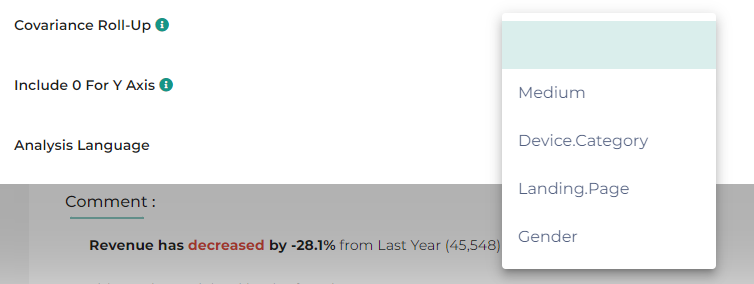 Covariance Roll-Up
Include 0 For Y Axis
Analysis Language
Medium
Device.Category
Landing.Page
Gender
Comment :
Revenue has decreased by -28.1% from Last Year (45,548)